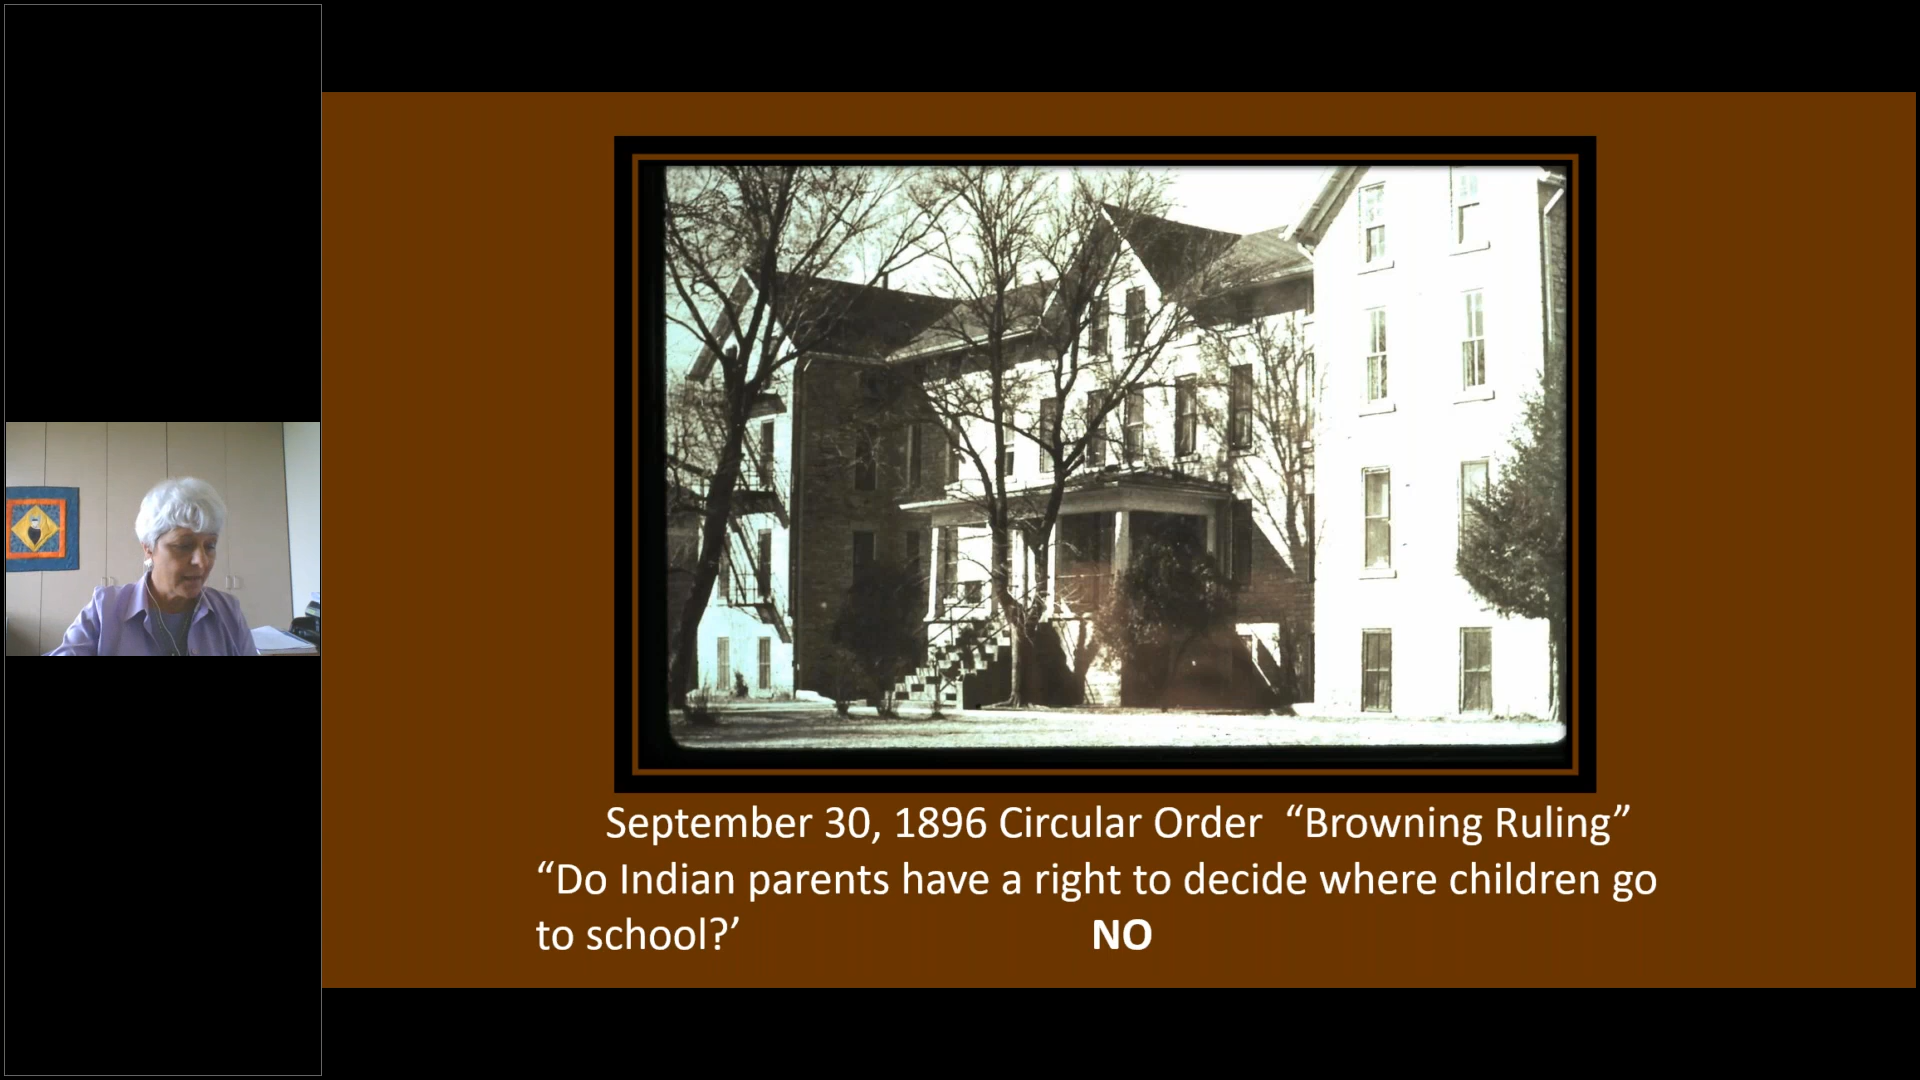 September 30, 1896 Circular Order “Browning Ruling”
“Do Indian parents have a right to decide where children go
to school?’ NO